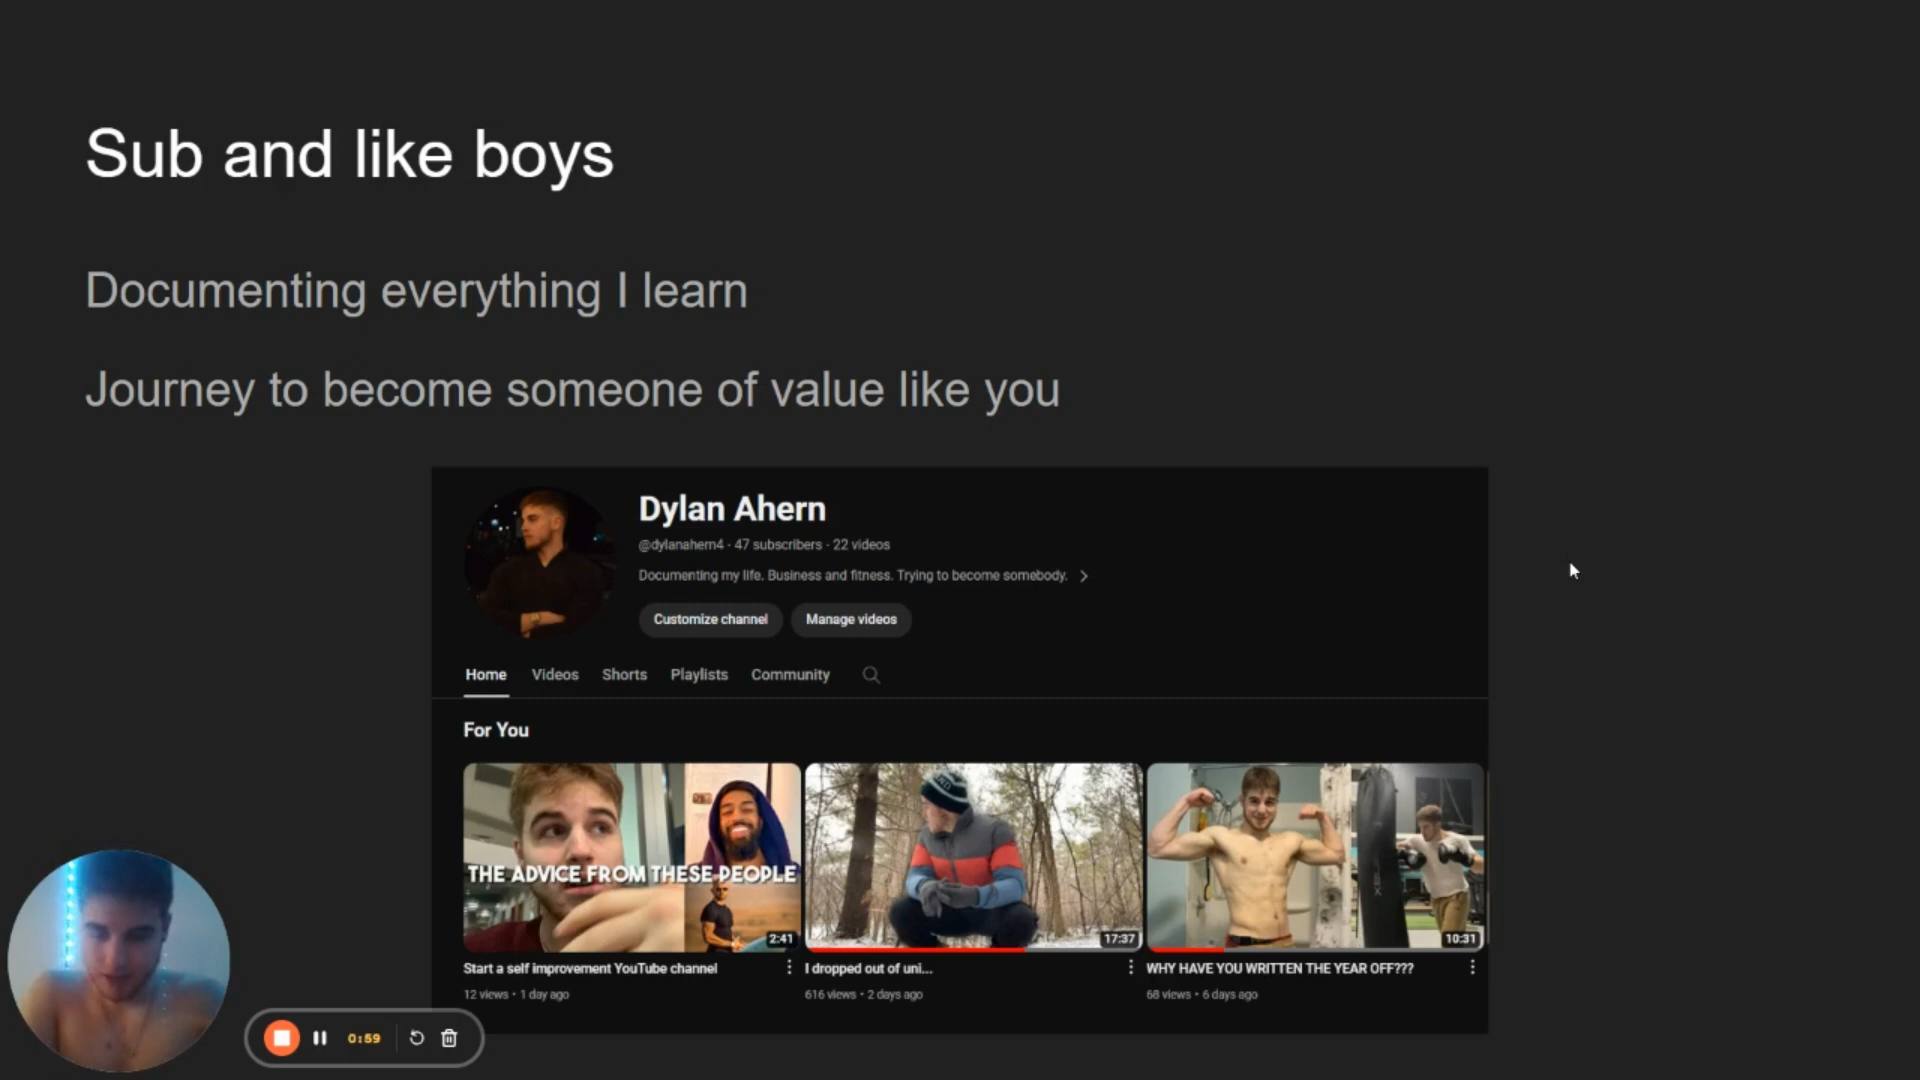 Sub and like boys
Documenting everything I learn
Journey to become someone of value like you
Dylan Ahern
@dylanahern4 · 47 subscribers · 22 videos
Documenting my life. Business and fitness. Trying to become somebody.
Customize channel Manage videos
Home Videos Shorts Playlists Community
For You
THE ADVICE FROM THESE PEOPLE
2:41 17:37 10:31
Start a self improvement YouTube channel I dropped out of uni... WHY HAVE YOU WRITTEN THE YEAR OFF???
12 views • 1 day ago 616 views • 2 days ago 68 views • 6 days ago
0:59